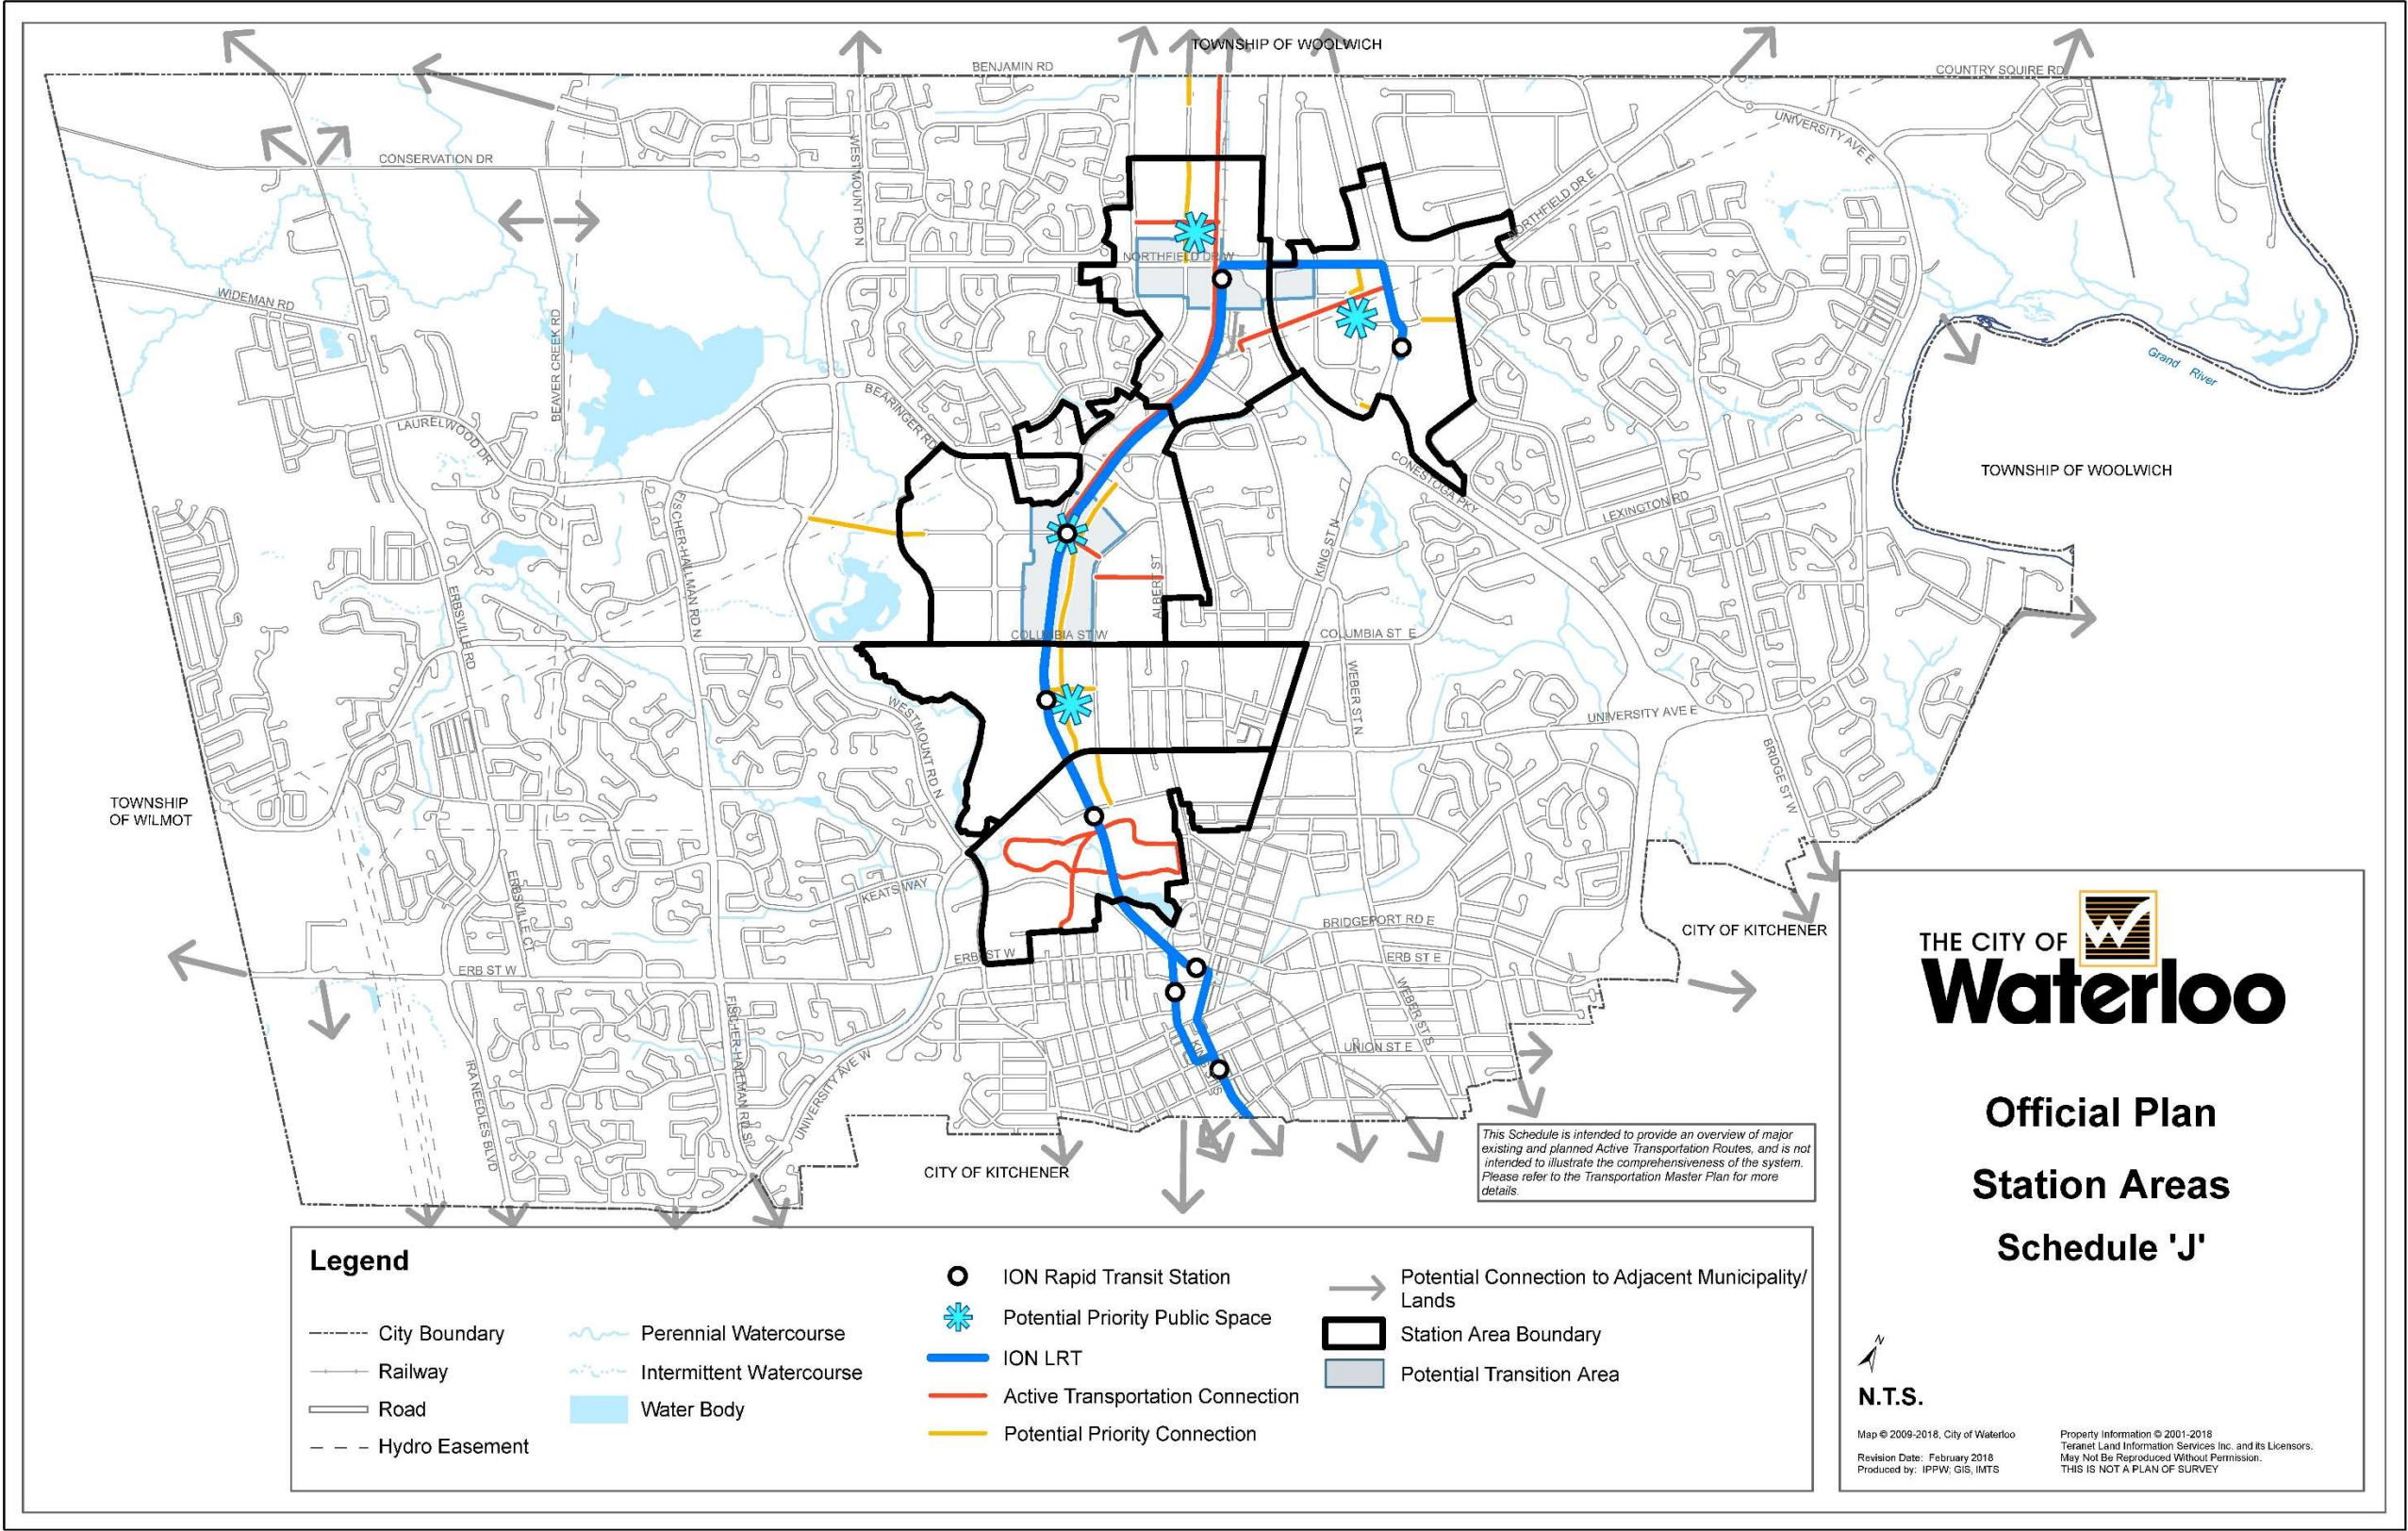 TOWNSHIP OF WOOLWICH
BENJAMIN RD
COUNTRY SQUIRE RD
UNIVERSITY AVE E
CONSERVATION DR
WESTMOUNT RD N
NORTHFIELD DR E
NORTHFIELD DR W
WIDEMAN RD
BEAVER CREEK RD
Grand River
BEARINGER RD
LAURELWOOD DR
CONESTOGA PKY
TOWNSHIP OF WOOLWICH
LEXINGTON RD
FISCHER-HALLMAN RD N
KING ST N
ALBERT ST
ERBSVILLE RD
COLUMBIA ST W
COLUMBIA ST E
WEBER ST N
WESTMOUNT RD N
UNIVERSITY AVE E
BRIDGE ST W
TOWNSHIP
OF WILMOT
KEATS WAY
ERBSVILLE CT
BRIDGEPORT RD E
CITY OF KITCHENER
ERB ST W
ERB ST W
ERB ST E
WEBER ST S
FISCHER-HALLMAN RD S
UNION ST E
KING ST S
IRA NEEDLES BLVD
UNIVERSITY AVE W
CITY OF KITCHENER
This Schedule is intended to provide an overview of major
existing and planned Active Transportation Routes, and is not
intended to illustrate the comprehensiveness of the system.
Please refer to the Transportation Master Plan for more
details.
THE CITY OF
Waterloo
Official Plan
Station Areas
Schedule 'J'
N
N.T.S.
Map © 2009-2018, City of Waterloo
Revision Date: February 2018
Produced by: IPPW; GIS, IMTS
Property Information © 2001-2018
Teranet Land Information Services Inc. and its Licensors.
May Not Be Reproduced Without Permission.
THIS IS NOT A PLAN OF SURVEY
Legend
City Boundary
Railway
Road
Hydro Easement
Perennial Watercourse
Intermittent Watercourse
Water Body
ION Rapid Transit Station
Potential Priority Public Space
ION LRT
Active Transportation Connection
Potential Priority Connection
Potential Connection to Adjacent Municipality/
Lands
Station Area Boundary
Potential Transition Area